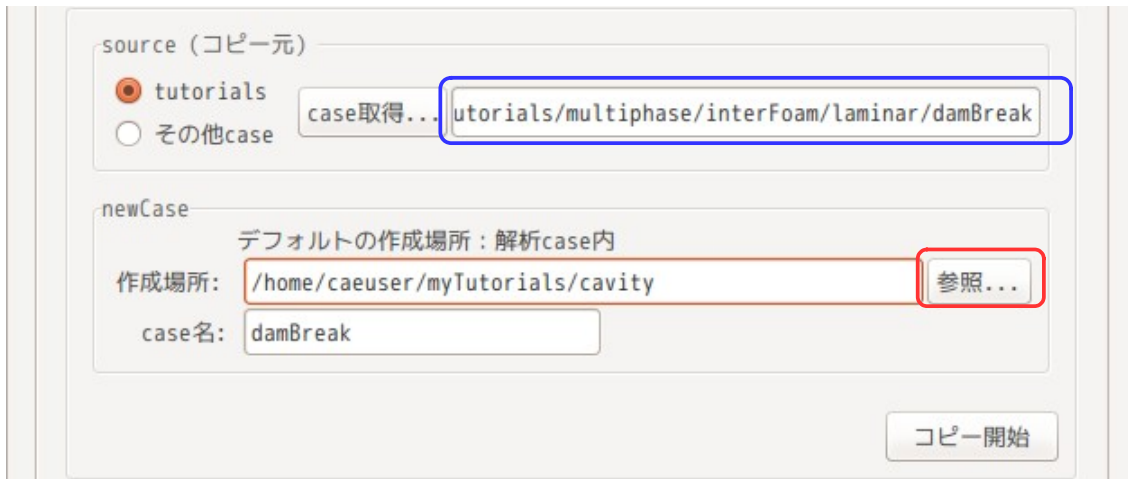 source (コピー元)
tutorials
その他case
case取得...
utorials/multiphase/interFoam/laminar/damBreak
newCase
デフォルトの作成場所：解析case内
作成場所:
/home/caeuser/myTutorials/cavity
参照...
case名:
damBreak
コピー開始